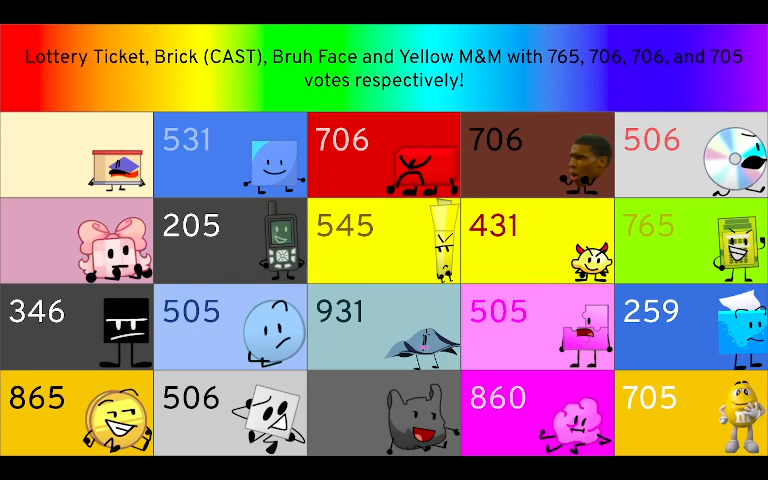 Lottery Ticket, Brick (CAST), Bruh Face and Yellow M&M with 765, 706, 706, and 705
votes respectively!
531 706 706 506
205 545 431 765
346 505 931 505 259
865 506 860 705